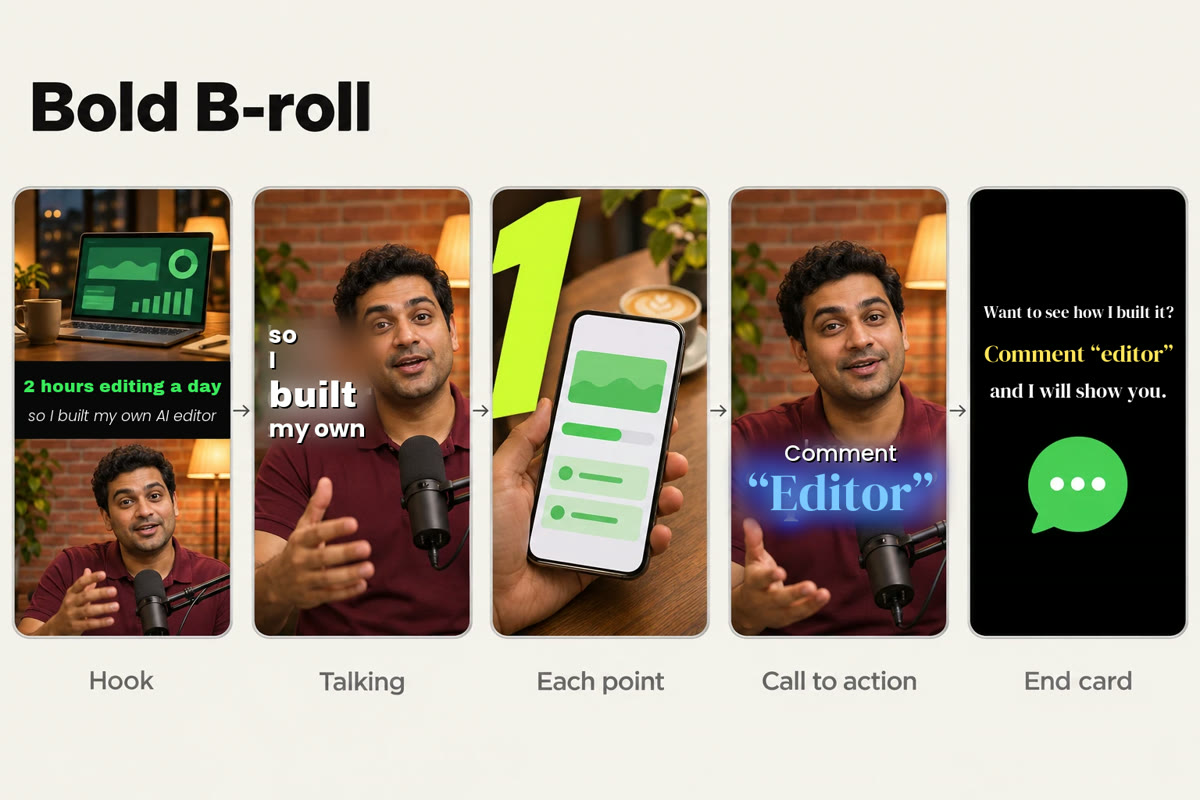 Bold B-roll
2 hours editing a day
so I built my own AI editor
so
I
built
my own
1
Comment
“Editor”
Want to see how I built it?
Comment “editor”
and I will show you.
Hook
Talking
Each point
Call to action
End card